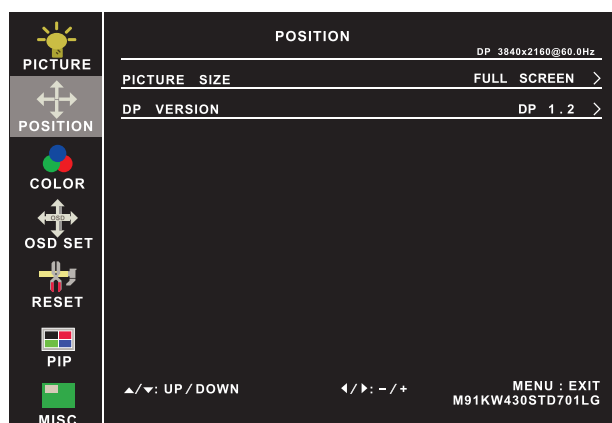 POSITION
DP 3840x2160@60.0Hz
PICTURE
PICTURE SIZE FULL SCREEN >
DP VERSION DP 1.2 >
POSITION
COLOR
OSD
OSD SET
RESET
PIP
▲/▼: UP/DOWN ◀/▶: -/+ MENU : EXIT
M91KW430STD701LG
MISC